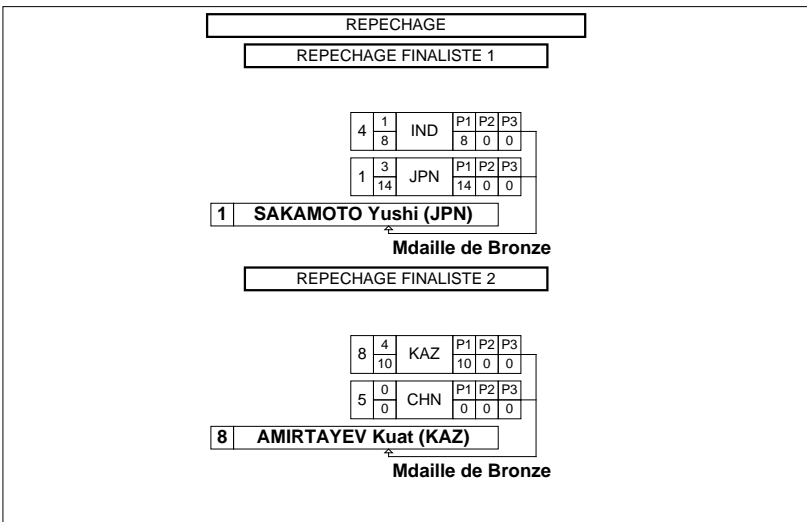 REPECHAGE
REPECHAGE FINALISTE 1
4 1 IND P1 P2 P3
8 8 0 0
1 3 JPN P1 P2 P3
14 14 0 0
1 SAKAMOTO Yushi (JPN)
Mdaille de Bronze
REPECHAGE FINALISTE 2
8 4 KAZ P1 P2 P3
10 10 0 0
5 0 CHN P1 P2 P3
0 0 0 0
8 AMIRTAYEV Kuat (KAZ)
Mdaille de Bronze